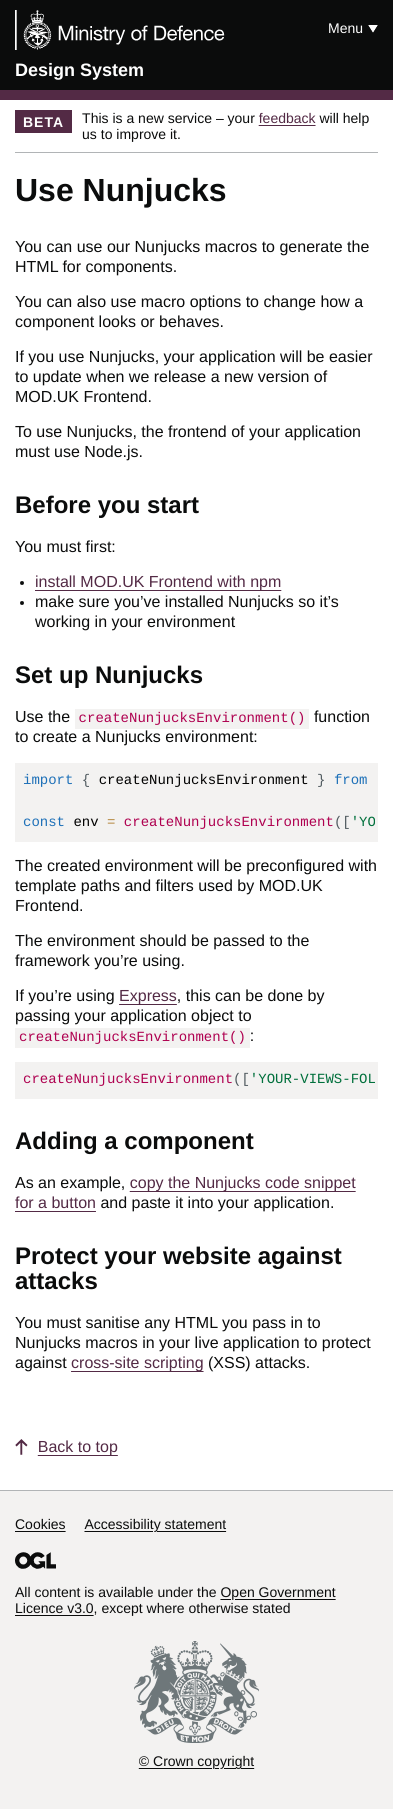 Ministry of Defence
Menu ▼
Design System
BETA
This is a new service – your feedback will help
us to improve it.
Use Nunjucks
You can use our Nunjucks macros to generate the
HTML for components.
You can also use macro options to change how a
component looks or behaves.
If you use Nunjucks, your application will be easier
to update when we release a new version of
MOD.UK Frontend.
To use Nunjucks, the frontend of your application
must use Node.js.
Before you start
You must first:
• install MOD.UK Frontend with npm
• make sure you’ve installed Nunjucks so it’s
working in your environment
Set up Nunjucks
Use the createNunjucksEnvironment() function
to create a Nunjucks environment:
import { createNunjucksEnvironment } from
const env = createNunjucksEnvironment(['YO
The created environment will be preconfigured with
template paths and filters used by MOD.UK
Frontend.
The environment should be passed to the
framework you’re using.
If you’re using Express, this can be done by
passing your application object to
createNunjucksEnvironment():
createNunjucksEnvironment(['YOUR-VIEWS-FOL
Adding a component
As an example, copy the Nunjucks code snippet
for a button and paste it into your application.
Protect your website against
attacks
You must sanitise any HTML you pass in to
Nunjucks macros in your live application to protect
against cross-site scripting (XSS) attacks.
↑ Back to top
Cookies Accessibility statement
OGL
All content is available under the Open Government
Licence v3.0, except where otherwise stated
DIEU ET MON DROIT
© Crown copyright